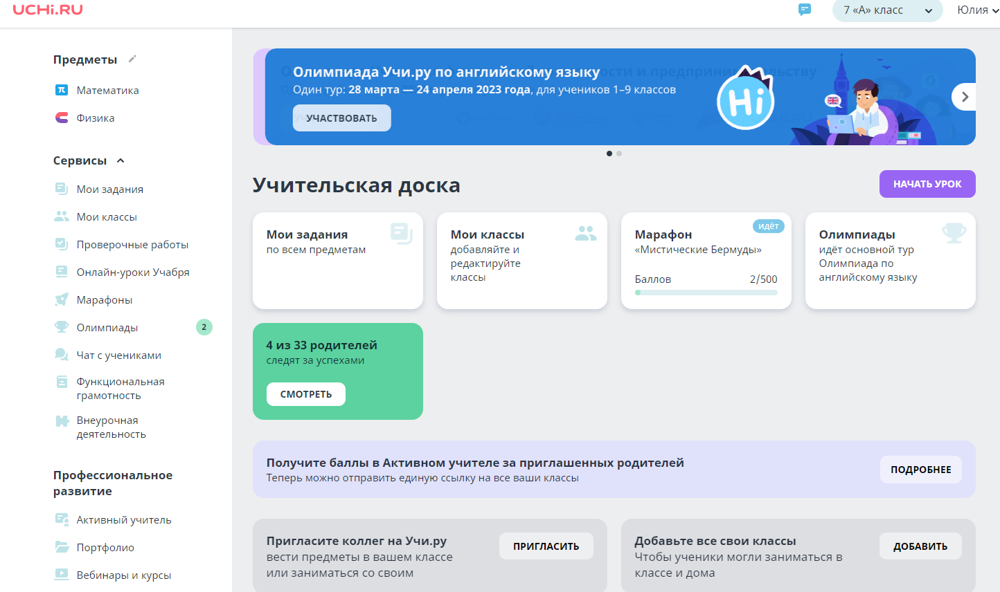 UCHi.RU
7 «А» класс
Юлия
Предметы
Математика
Физика
Сервисы
Мои задания
Мои классы
Проверочные работы
Онлайн-уроки Учабря
Марафоны
Олимпиады
2
Чат с учениками
Функциональная
грамотность
Внеурочная
деятельность
Профессиональное
развитие
Активный учитель
Портфолио
Вебинары и курсы
Олимпиада Учи.ру по английскому языку
Один тур: 28 марта — 24 апреля 2023 года, для учеников 1–9 классов
УЧАСТВОВАТЬ
Hi
Учительская доска
НАЧАТЬ УРОК
Мои задания
по всем предметам
Мои классы
добавляйте и
редактируйте
классы
идёт
Марафон
«Мистические Бермуды»
Баллов 2/500
Олимпиады
идёт основной тур
Олимпиада по
английскому языку
4 из 33 родителей
следят за успехами
СМОТРЕТЬ
Получите баллы в Активном учителе за приглашенных родителей
Теперь можно отправить единую ссылку на все ваши классы
ПОДРОБНЕЕ
Пригласите коллег на Учи.ру
вести предметы в вашем классе
или заниматься со своим
ПРИГЛАСИТЬ
Добавьте все свои классы
Чтобы ученики могли заниматься в
классе и дома
ДОБАВИТЬ